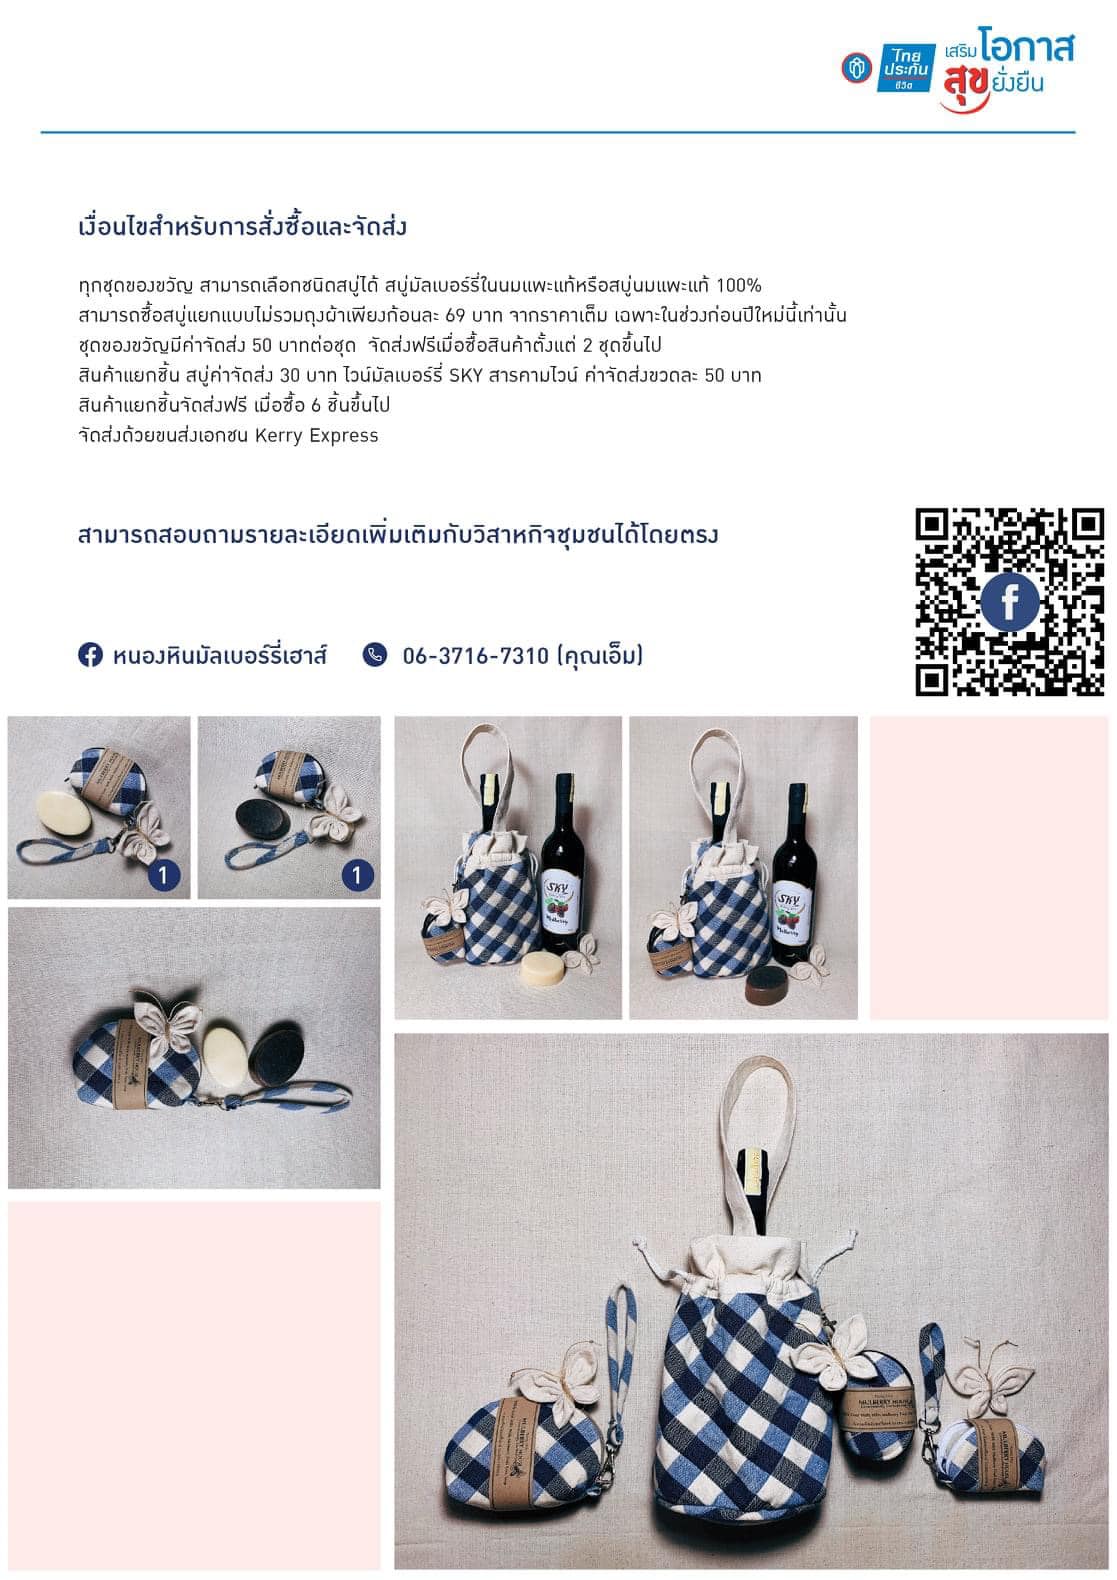 ไทย
ประกัน
ชีวิต
เสริมโอกาส
สุขยั่งยืน
เงื่อนไขสำหรับการสั่งซื้อและจัดส่ง
ทุกชุดของขวัญ สามารถเลือกชนิดสบู่ได้ สบู่มัลเบอร์รี่ในนมแพะแท้หรือสบู่นมแพะแท้ 100%
สามารถซื้อสบู่แยกแบบไม่รวมถุงผ้าเพียงก้อนละ 69 บาท จากราคาเต็ม เฉพาะในช่วงก่อนปีใหม่นี้เท่านั้น
ชุดของขวัญมีค่าจัดส่ง 50 บาทต่อชุด จัดส่งฟรีเมื่อซื้อสินค้าตั้งแต่ 2 ชุดขึ้นไป
สินค้าแยกชิ้น สบู่ค่าจัดส่ง 30 บาท ไวน์มัลเบอร์รี่ SKY สารคามไวน์ ค่าจัดส่งขวดละ 50 บาท
สินค้าแยกชิ้นจัดส่งฟรี เมื่อซื้อ 6 ชิ้นขึ้นไป
จัดส่งด้วยขนส่งเอกชน Kerry Express
สามารถสอบถามรายละเอียดเพิ่มเติมกับวิสาหกิจชุมชนได้โดยตรง
f
หนองหินมัลเบอร์รี่เฮาส์ 06-3716-7310 (คุณเอ็ม)
1
1
SKY
Mulberry
SKY
Mulberry
MULBERRY HOUSE
MULBERRY HOUSE
MULBERRY HOUSE
MULBERRY HOUSE